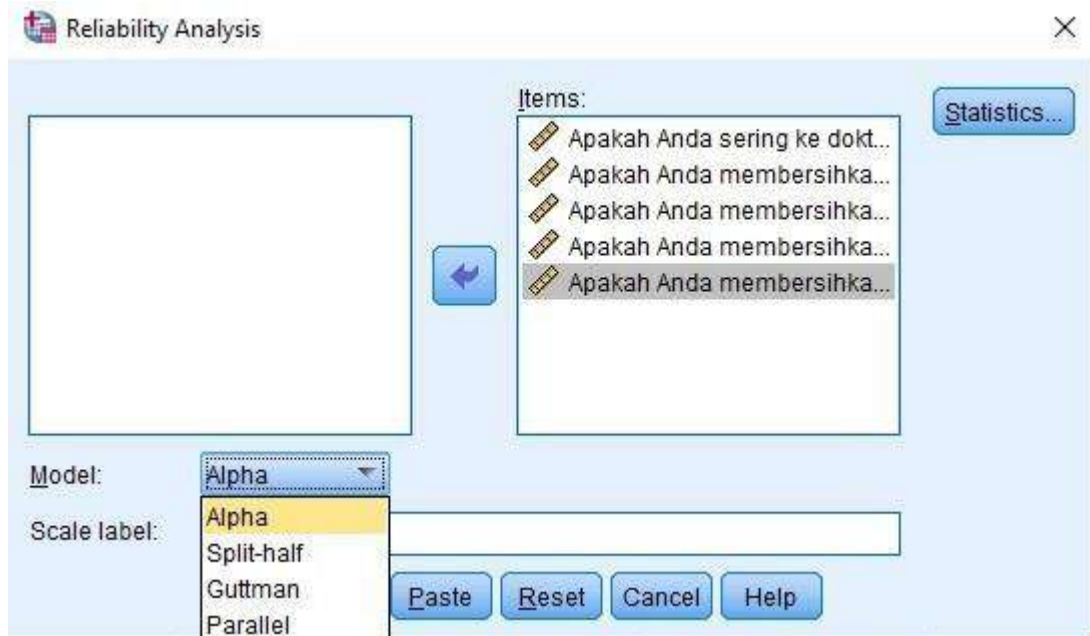 Reliability Analysis
Items:
Statistics...
Apakah Anda sering ke dokt...
Apakah Anda membersihka...
Apakah Anda membersihka...
Apakah Anda membersihka...
Apakah Anda membersihka...
Model:
Alpha
Alpha
Scale label:
Split-half
Guttman
Parallel
Paste
Reset
Cancel
Help